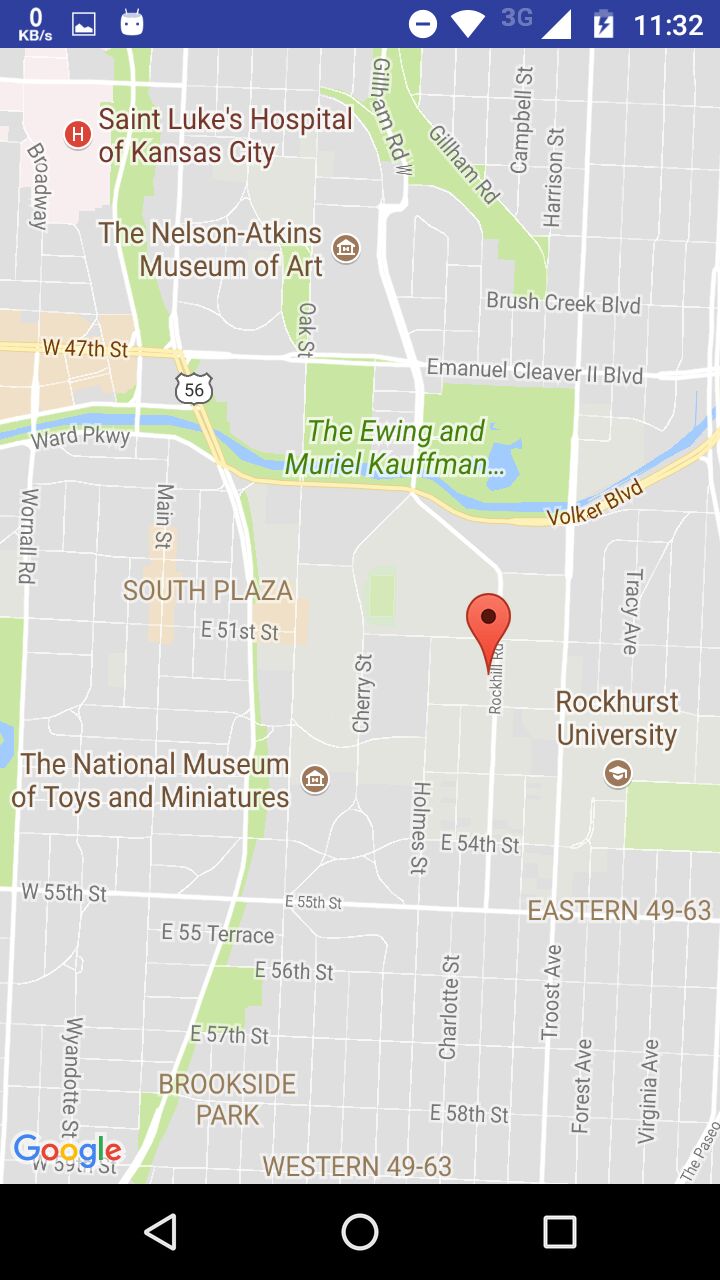 0
KB/s
3G
11:32
Saint Luke's Hospital
of Kansas City
H
Broadway
Gillham Rd W
Gillham Rd
Campbell St
Harrison St
The Nelson-Atkins
Museum of Art
Oak St
Brush Creek Blvd
W 47th St
Emanuel Cleaver II Blvd
56
Ward Pkwy
The Ewing and
Muriel Kauffman...
Volker Blvd
Wornall Rd
Main St
SOUTH PLAZA
E 51st St
Tracy Ave
Cherry St
Rockhill Rd
Rockhurst
University
The National Museum
of Toys and Miniatures
Holmes St
E 54th St
W 55th St
E 55th St
EASTERN 49-63
E 55 Terrace
E 56th St
Charlotte St
Troost Ave
Wyandotte St
E 57th St
Forest Ave
Virginia Ave
BROOKSIDE
PARK
E 58th St
The Paseo
Google
W 59th St
WESTERN 49-63